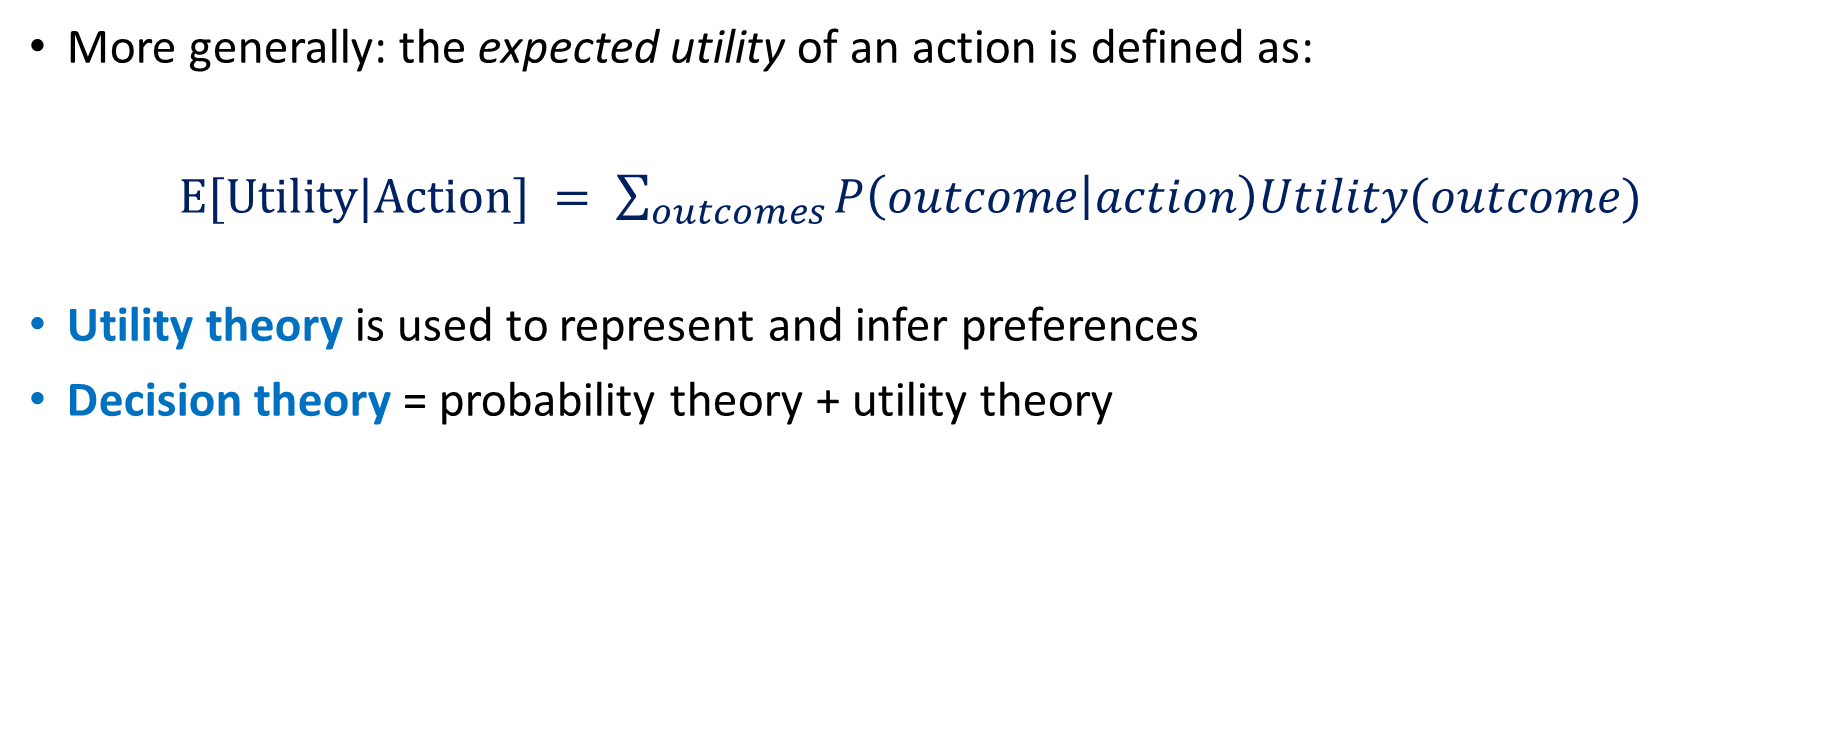 • More generally: the expected utility of an action is defined as:
E[Utility|Action] = ∑outcomes P(outcome|action)Utility(outcome)
• Utility theory is used to represent and infer preferences
• Decision theory = probability theory + utility theory